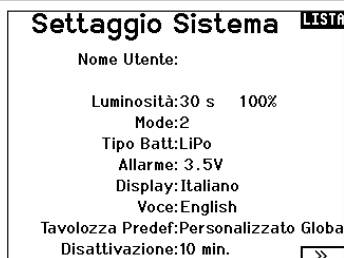 Settaggio Sistema LISTA
Nome Utente:
Luminosità:30 s 100%
Mode:2
Tipo Batt:LiPo
Allarme: 3.5V
Display:Italiano
Voce:English
Tavolozza Predef:Personalizzato Globa
Disattivazione:10 min.
>>